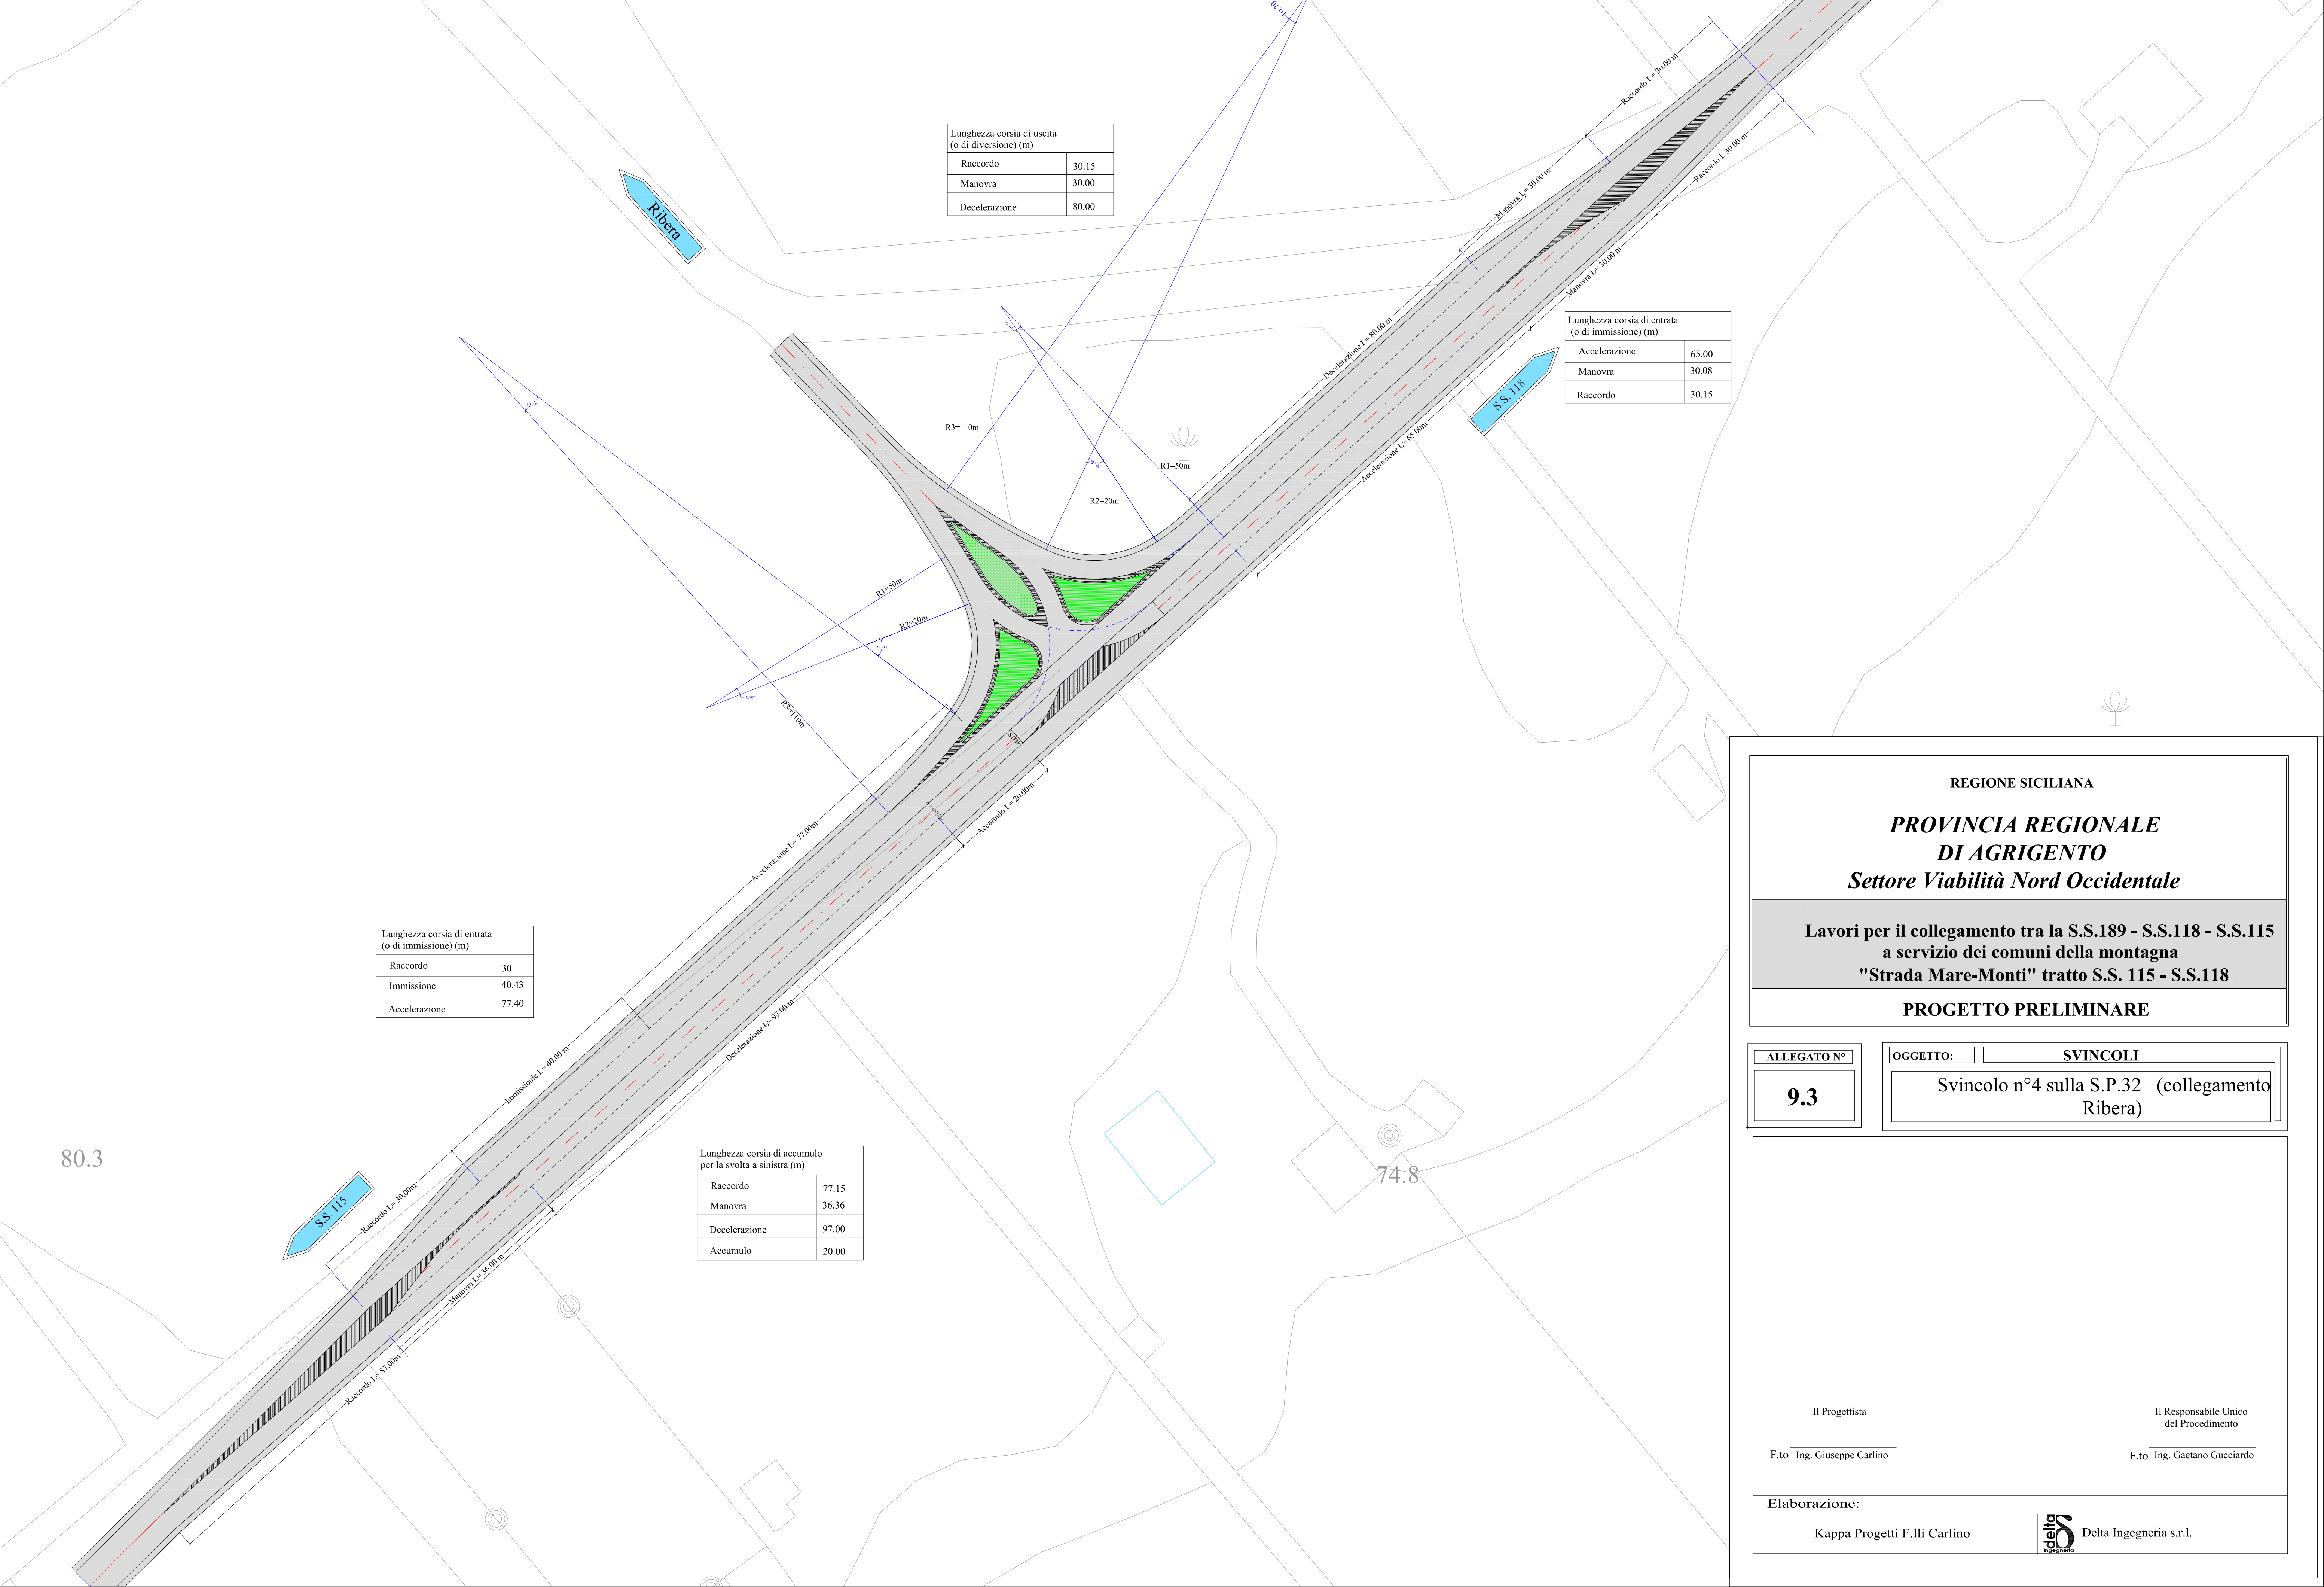 10.70°
Raccordo L= 30.00 m
Lunghezza corsia di uscita
(o di diversione) (m)
Raccordo 30.15
Manovra 30.00
Decelerazione 80.00
Raccordo L 30.00 m
Manovra L= 30.00 m
Ribera
Manovra L= 30.00 m
Lunghezza corsia di entrata
(o di immissione) (m)
Accelerazione 65.00
Manovra 30.08
Raccordo 30.15
Decelerazione L= 80.00 m
S.S. 118
R3=110m
Accelerazione L= 65.00m
R1=50m
R2=20m
R1=50m
R2=20m
R3=110m
STOP
Accumulo L= 20.00m
Accelerazione L= 77.00m
Lunghezza corsia di entrata
(o di immissione) (m)
Raccordo 30
Immissione 40.43
Accelerazione 77.40
Decelerazione L= 97.00 m
Immissionie L= 40.00 m
80.3
74.8
Lunghezza corsia di accumulo
per la svolta a sinistra (m)
Raccordo 77.15
Manovra 36.36
Decelerazione 97.00
Accumulo 20.00
S.S. 115
Raccordo L= 30.00m
Manovra L= 36.00 m
Raccordo L= 87.00m
REGIONE SICILIANA
PROVINCIA REGIONALE
DI AGRIGENTO
Settore Viabilità Nord Occidentale
Lavori per il collegamento tra la S.S.189 - S.S.118 - S.S.115
a servizio dei comuni della montagna
"Strada Mare-Monti" tratto S.S. 115 - S.S.118
PROGETTO PRELIMINARE
ALLEGATO N°
9.3
OGGETTO:
SVINCOLI
Svincolo n°4 sulla S.P.32 (collegamento
Ribera)
Il Progettista
F.to Ing. Giuseppe Carlino
Il Responsabile Unico
del Procedimento
F.to Ing. Gaetano Gucciardo
Elaborazione:
Kappa Progetti F.lli Carlino
delta
ingegneria
Delta Ingegneria s.r.l.